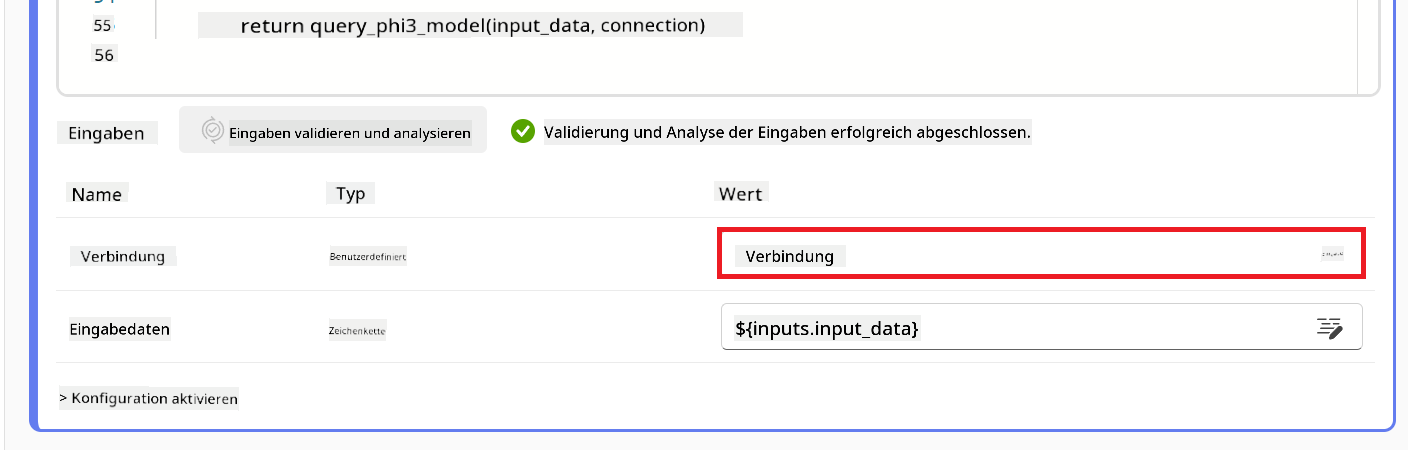 55 return query_phi3_model(input_data, connection)
56
Eingaben Eingaben validieren und analysieren Validierung und Analyse der Eingaben erfolgreich abgeschlossen.
Name Typ Wert
Verbindung Benutzerdefiniert Verbindung
Eingabedaten Zeichenkette ${inputs.input_data}
> Konfiguration aktivieren